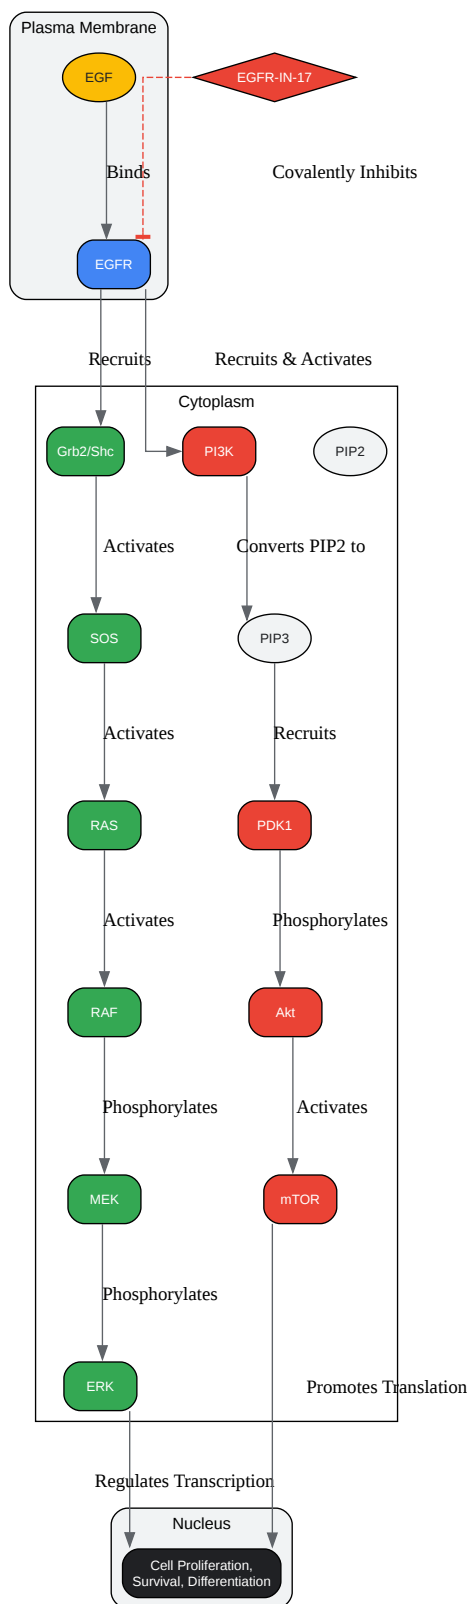 Plasma Membrane
EGF
EGFR-IN-17
Binds
Covalently Inhibits
EGFR
Recruits
Recruits & Activates
Cytoplasm
Grb2/Shc
PI3K
PIP2
Activates
Converts PIP2 to
SOS
PIP3
Activates
Recruits
RAS
PDK1
Activates
Phosphorylates
RAF
Akt
Phosphorylates
Activates
MEK
mTOR
Phosphorylates
ERK
Promotes Translation
Regulates Transcription
Nucleus
Cell Proliferation,
Survival, Differentiation